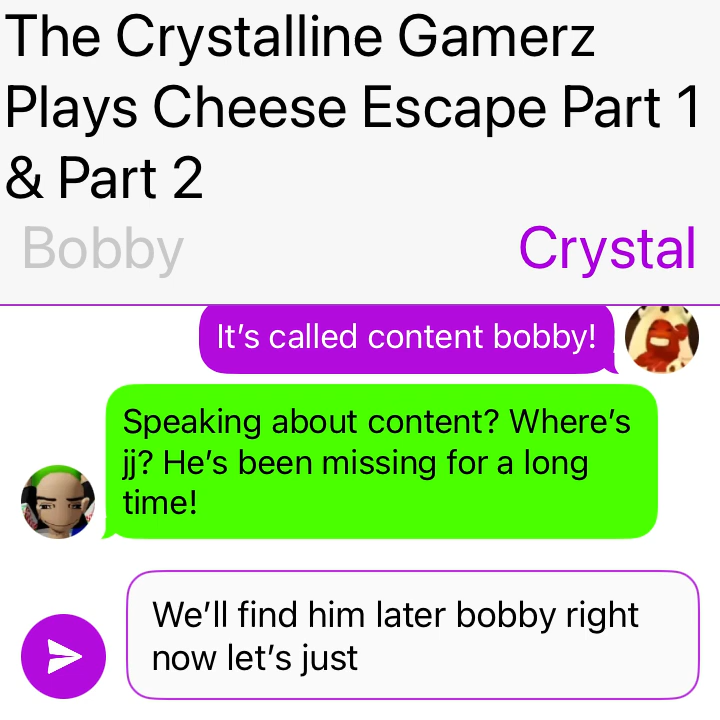 The Crystalline Gamerz
Plays Cheese Escape Part 1
& Part 2
Bobby
Crystal
It’s called content bobby!
Speaking about content? Where’s
jj? He’s been missing for a long
time!
We’ll find him later bobby right
now let’s just